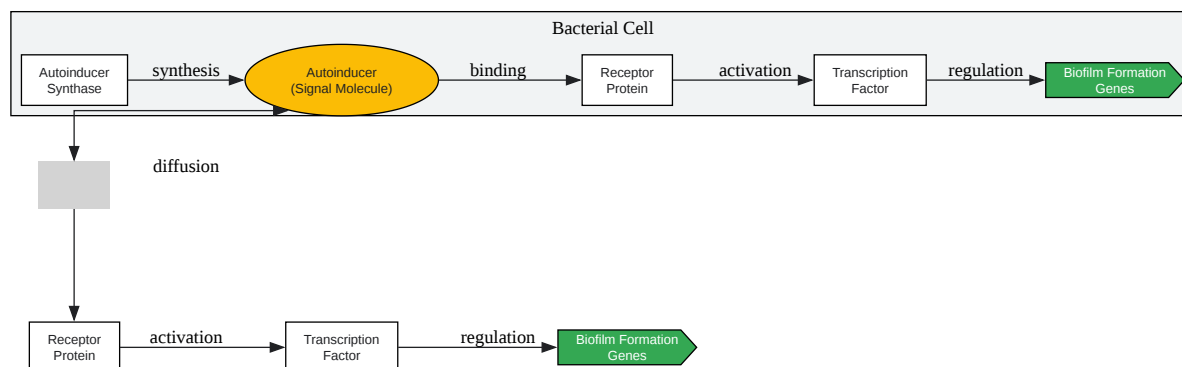 Bacterial Cell
Autoinducer
Synthase
synthesis
Autoinducer
(Signal Molecule)
binding
Receptor
Protein
activation
Transcription
Factor
regulation
Biofilm Formation
Genes
diffusion
Receptor
Protein
activation
Transcription
Factor
regulation
Biofilm Formation
Genes